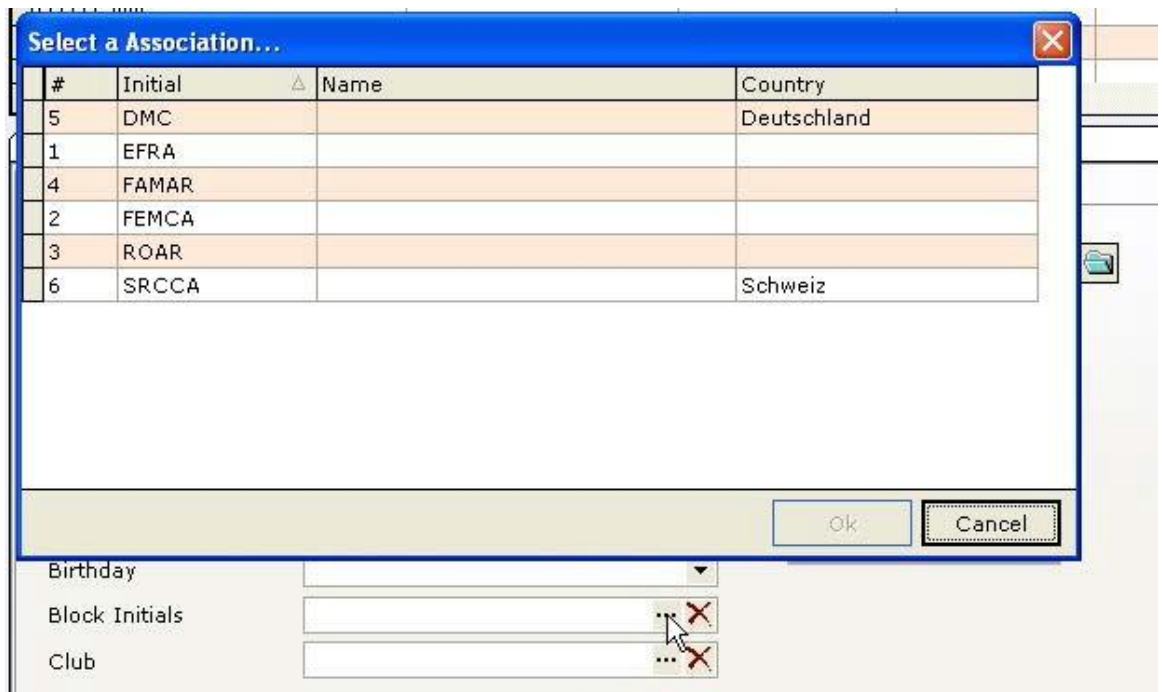 Select a Association...
# Initial Name Country
5 DMC Deutschland
1 EFRA
4 FAMAR
2 FEMCA
3 ROAR
6 SRCCA Schweiz
Ok Cancel
Birthday
Block Initials ...
Club ...